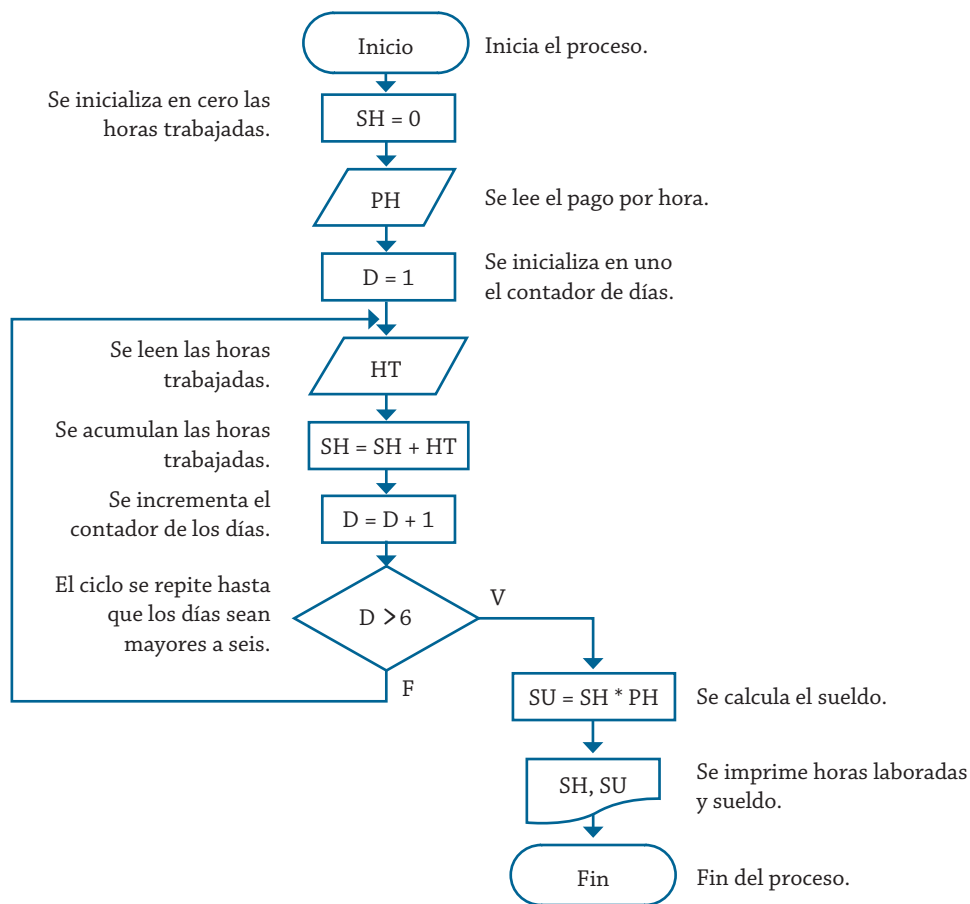 Inicio
Inicia el proceso.
Se inicializa en cero las
horas trabajadas.
SH = 0
PH
Se lee el pago por hora.
D = 1
Se inicializa en uno
el contador de días.
Se leen las horas
trabajadas.
HT
Se acumulan las horas
trabajadas.
SH = SH + HT
Se incrementa el
contador de los días.
D = D + 1
El ciclo se repite hasta
que los días sean
mayores a seis.
D >6
V
F
SU = SH * PH
Se calcula el sueldo.
SH, SU
Se imprime horas laboradas
y sueldo.
Fin
Fin del proceso.